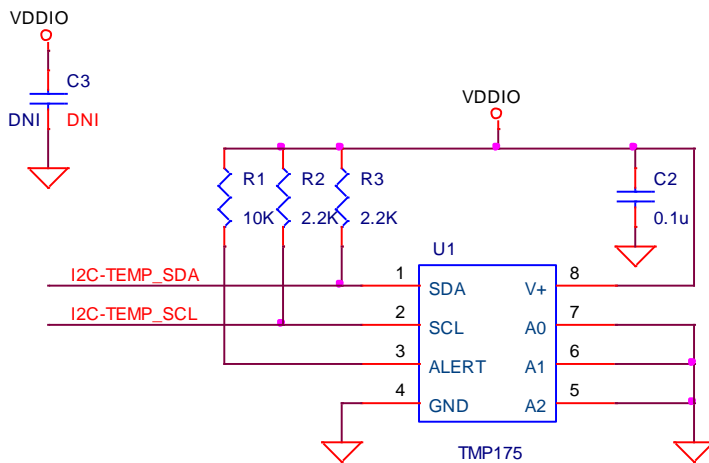 VDDIO
C3
DNI DNI
VDDIO
R1 R2 R3 C2
10K 2.2K 2.2K 0.1u
U1
I2C-TEMP_SDA 1 SDA V+ 8
I2C-TEMP_SCL 2 SCL A0 7
3 ALERT A1 6
4 GND A2 5
TMP175